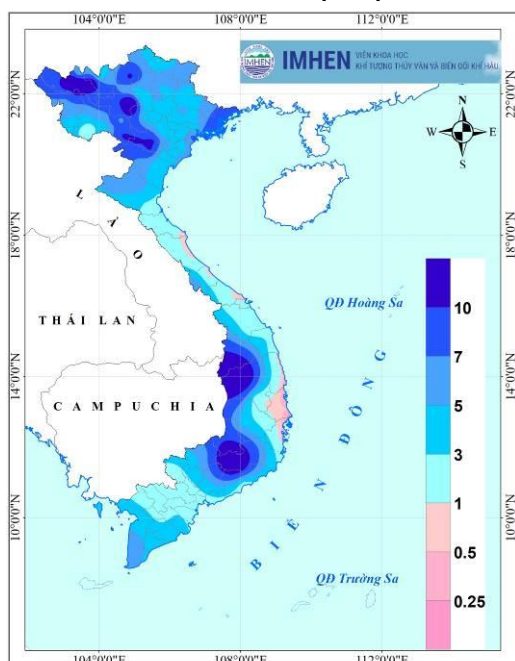 104°0'0"E 108°0'0"E 112°0'0"E
IMHEN
IMHEN
VIỆN KHOA HỌC
KHÍ TƯỢNG THỦY VĂN VÀ BIẾN ĐỔI KHÍ HẬU
22°0'0"N
18°0'0"N
14°0'0"N
10°0'0"N
N
W E
S
22°0'0"N
18°0'0"N
14°0'0"N
10°0'0"N
LÀO
THÁI LAN
CAMPUCHIA
QĐ Hoàng Sa
BIỂN ĐÔNG
QĐ Trường Sa
10
7
5
3
1
0.5
0.25
104°0'0"E 108°0'0"E 112°0'0"E